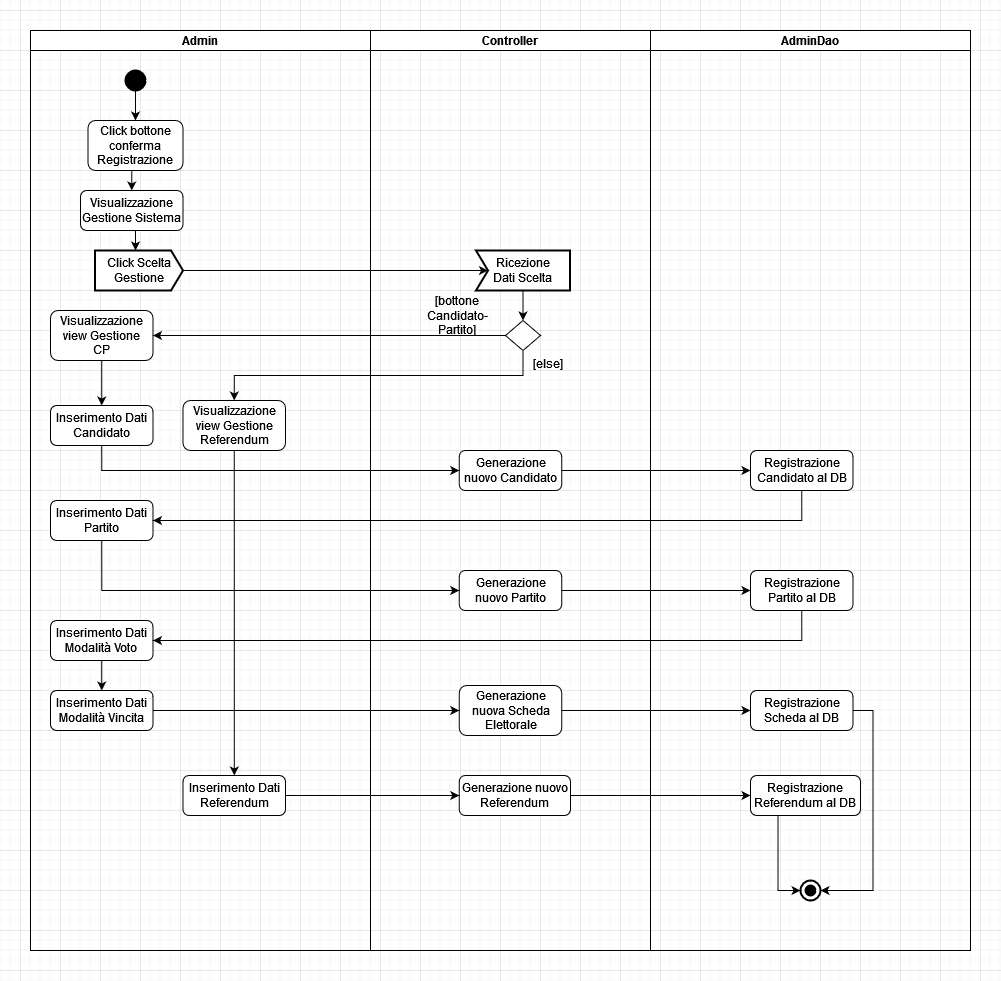 Admin
Controller
AdminDao
Click bottone
conferma
Registrazione
Visualizzazione
Gestione Sistema
Click Scelta
Gestione
Ricezione
Dati Scelta
[bottone
Candidato-
Partito]
[else]
Visualizzazione
view Gestione
CP
Inserimento Dati
Candidato
Visualizzazione
view Gestione
Referendum
Generazione
nuovo Candidato
Registrazione
Candidato al DB
Inserimento Dati
Partito
Generazione
nuovo Partito
Registrazione
Partito al DB
Inserimento Dati
Modalità Voto
Inserimento Dati
Modalità Vincita
Generazione
nuova Scheda
Elettorale
Registrazione
Scheda al DB
Inserimento Dati
Referendum
Generazione nuovo
Referendum
Registrazione
Referendum al DB